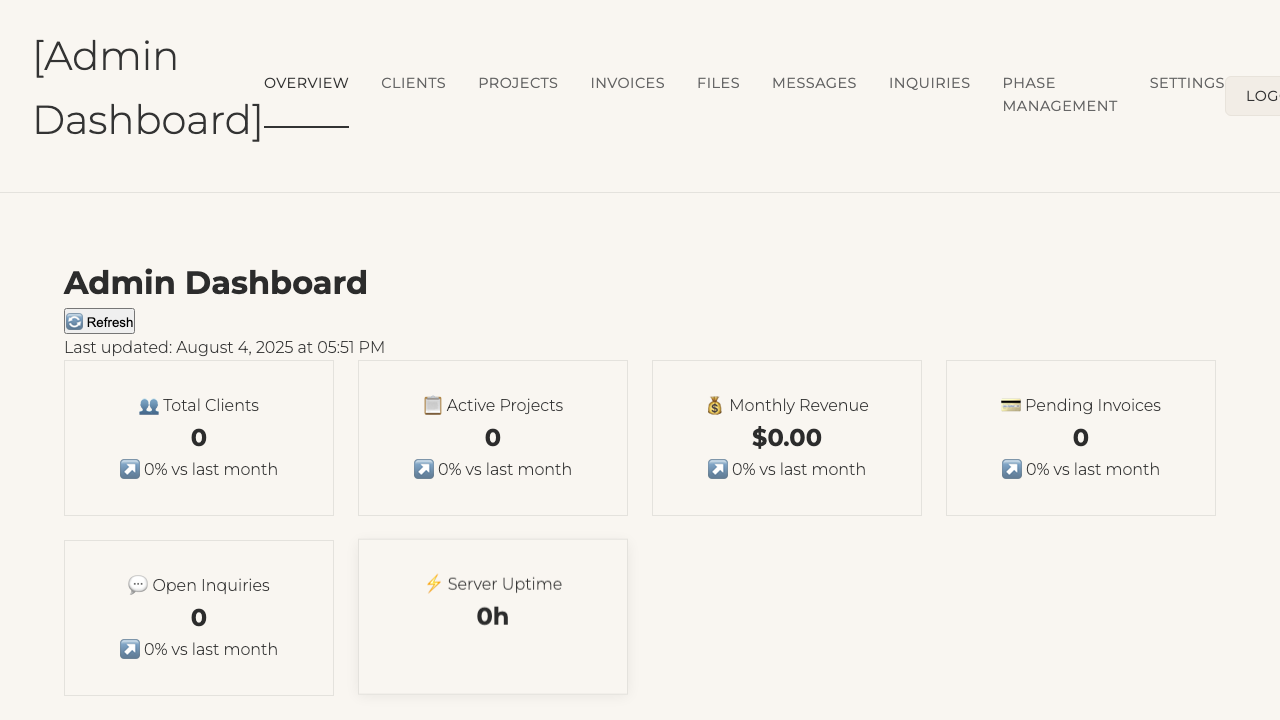 [Admin
Dashboard]
OVERVIEW
CLIENTS
PROJECTS
INVOICES
FILES
MESSAGES
INQUIRIES
PHASE
MANAGEMENT
SETTINGS
Admin Dashboard
Refresh
Last updated: August 4, 2025 at 05:51 PM
Total Clients
0
0% vs last month
Active Projects
0
0% vs last month
Monthly Revenue
$0.00
0% vs last month
Pending Invoices
0
0% vs last month
Open Inquiries
0
0% vs last month
Server Uptime
0h